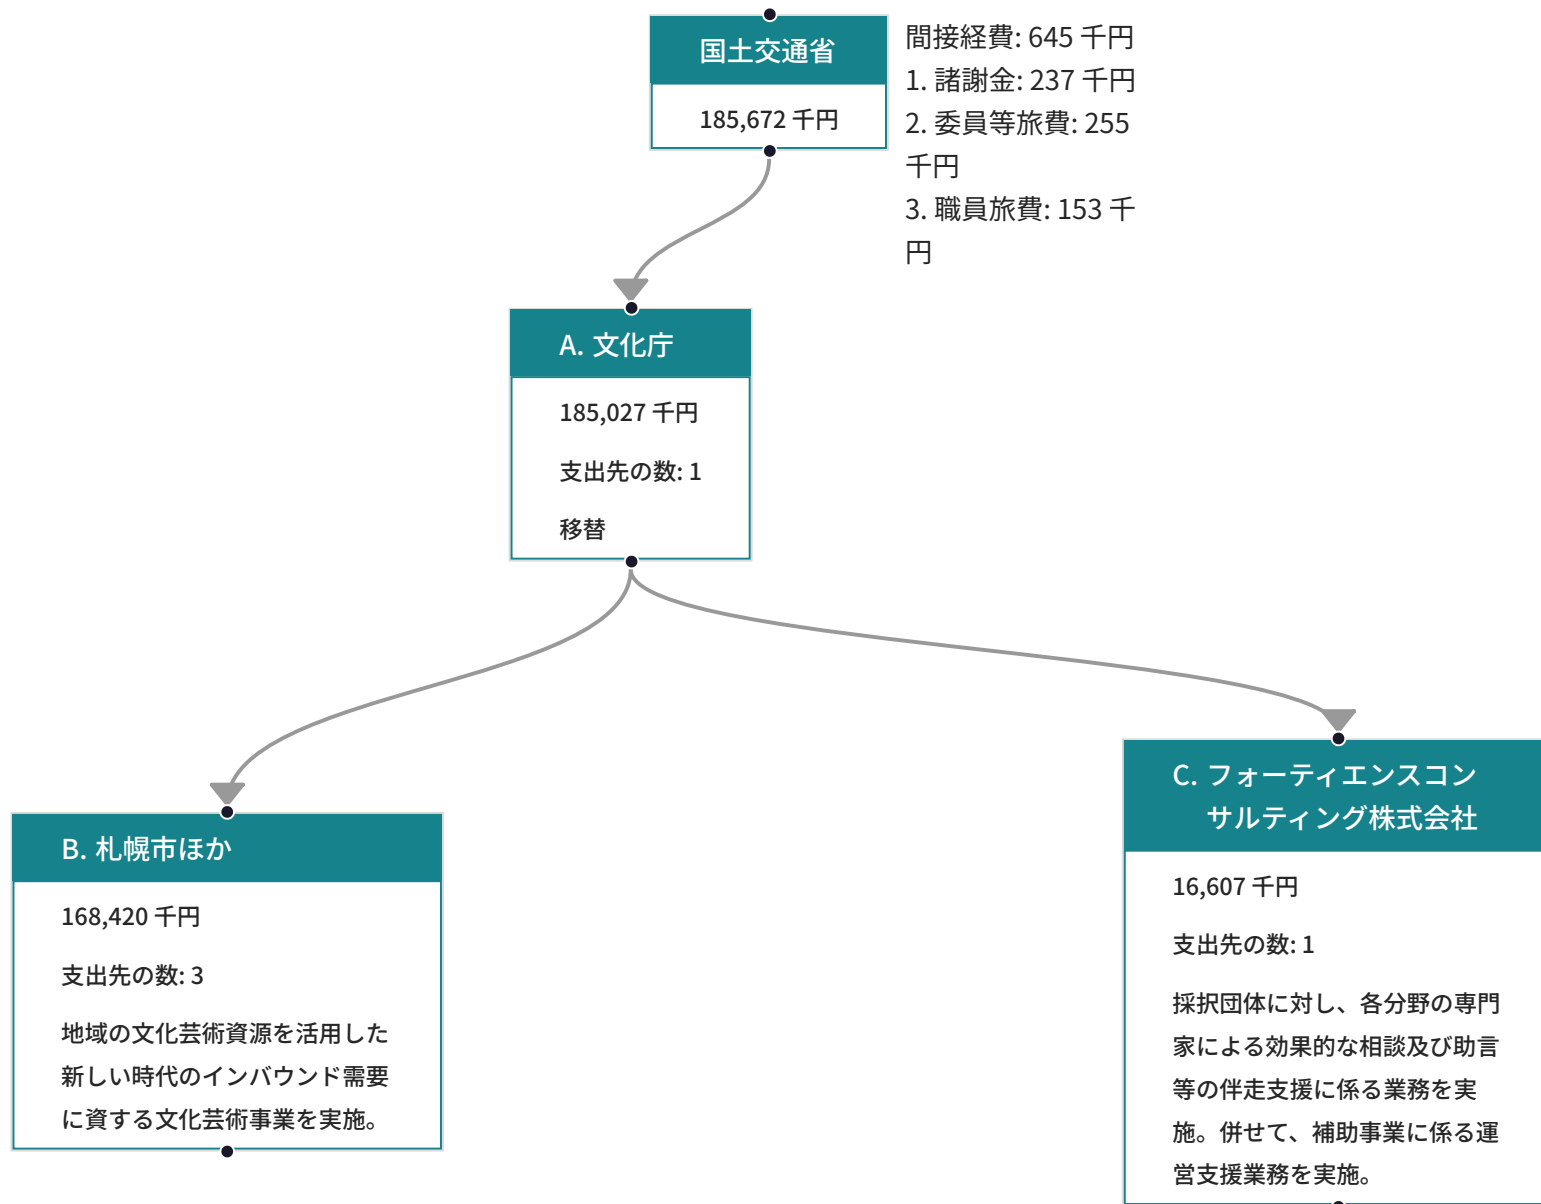 国土交通省
185,672 千円
間接経費: 645 千円
1. 諸謝金: 237 千円
2. 委員等旅費: 255
千円
3. 職員旅費: 153 千
円
A. 文化庁
185,027 千円
支出先の数: 1
移替
B. 札幌市ほか
168,420 千円
支出先の数: 3
地域の文化芸術資源を活用した
新しい時代のインバウンド需要
に資する文化芸術事業を実施。
C. フォーティエンスコン
サルティング株式会社
16,607 千円
支出先の数: 1
採択団体に対し、各分野の専門
家による効果的な相談及び助言
等の伴走支援に係る業務を実
施。併せて、補助事業に係る運
営支援業務を実施。